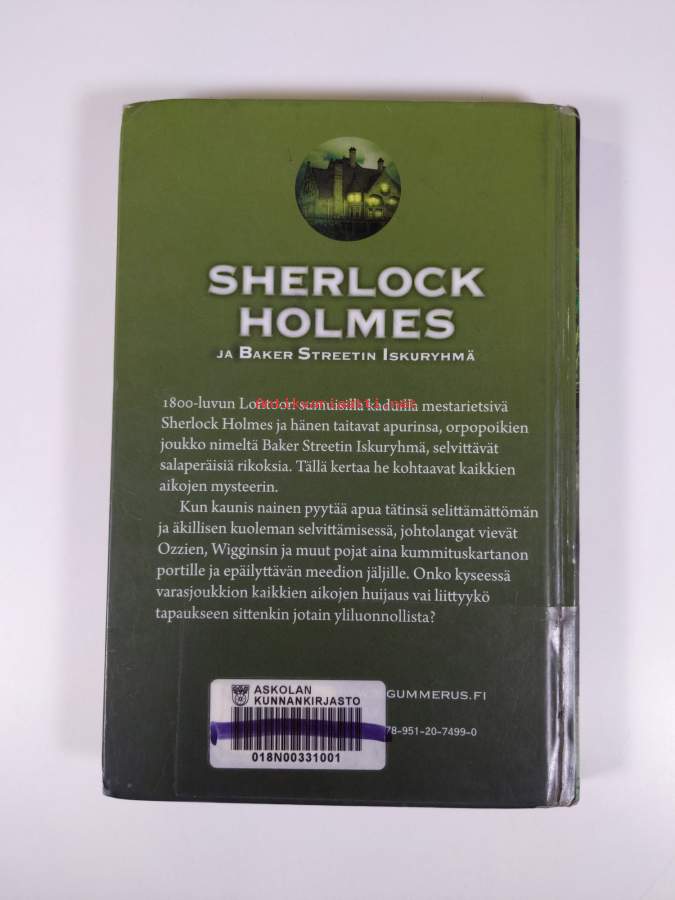 SHERLOCK
HOLMES
JA BAKER STREETIN ISKURYHMÄ
1800-luvun Lontoon sumuisilla kaduilla mestarietsivä
Sherlock Holmes ja hänen taitavat apurinsa, orpopoikien
joukko nimeltä Baker Streetin Iskuryhmä, selvittävät
salaperäisiä rikoksia. Tällä kertaa he kohtaavat kaikkien
aikojen mysteerin.
Kun kaunis nainen pyytää apua tätinsä selittämättömän
ja äkillisen kuoleman selvittämisessä, johtolangat vievät
Ozzien, Wigginsin ja muut pojat aina kummituskartanon
portille ja epäilyttävän meedion jäljille. Onko kyseessä
varasjoukkion kaikkien aikojen huijaus vai liittyykö
tapaukseen sittenkin jotain yliluonnollista?
GUMMERUS.FI
78-951-20-7499-0
ASKOLAN
KUNNANKIRJASTO
018N00331001